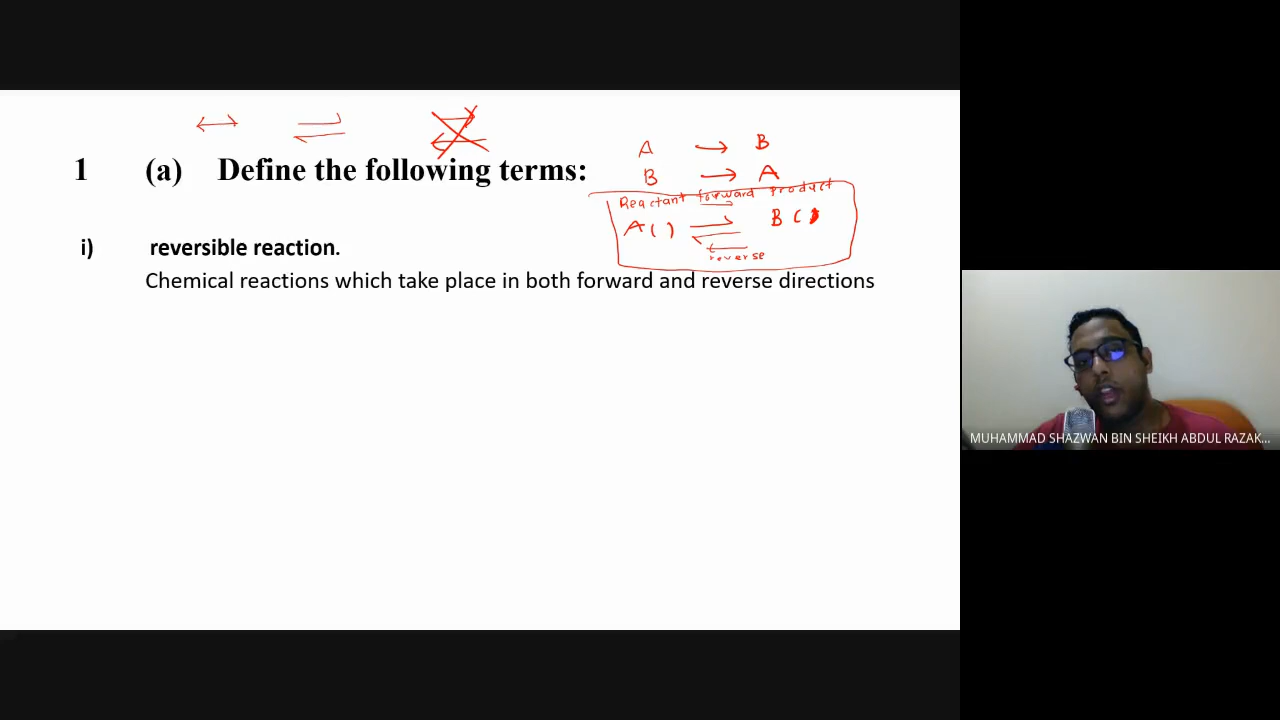 A → B
1 (a) Define the following terms:
B → A
Reactant forward Product
A ( ) ⇌ B ( )
i) reversible reaction.
reverse
Chemical reactions which take place in both forward and reverse directions
MUHAMMAD SHAZWAN BIN SHEIKH ABDUL RAZAK...